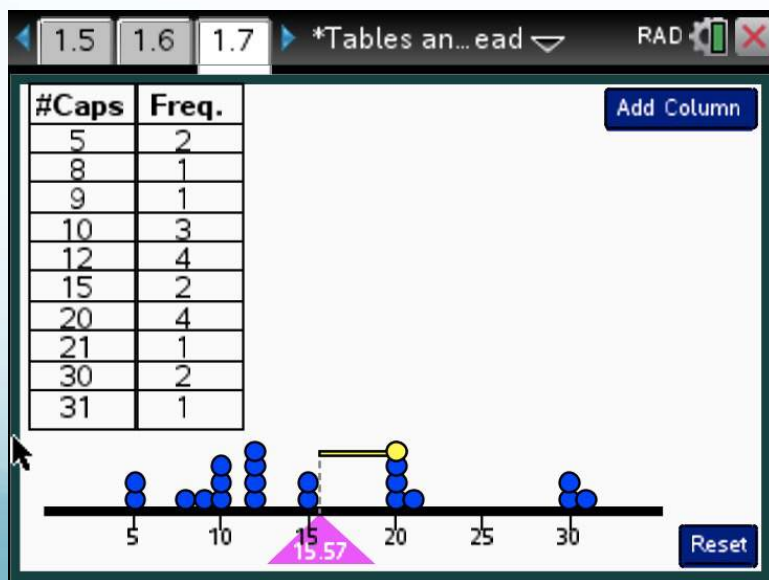 1.5 1.6 1.7 *Tables an...ead RAD
Add Column
#Caps Freq.
5 2
8 1
9 1
10 3
12 4
15 2
20 4
21 1
30 2
31 1
5 10 15 20 25 30
15.57
Reset